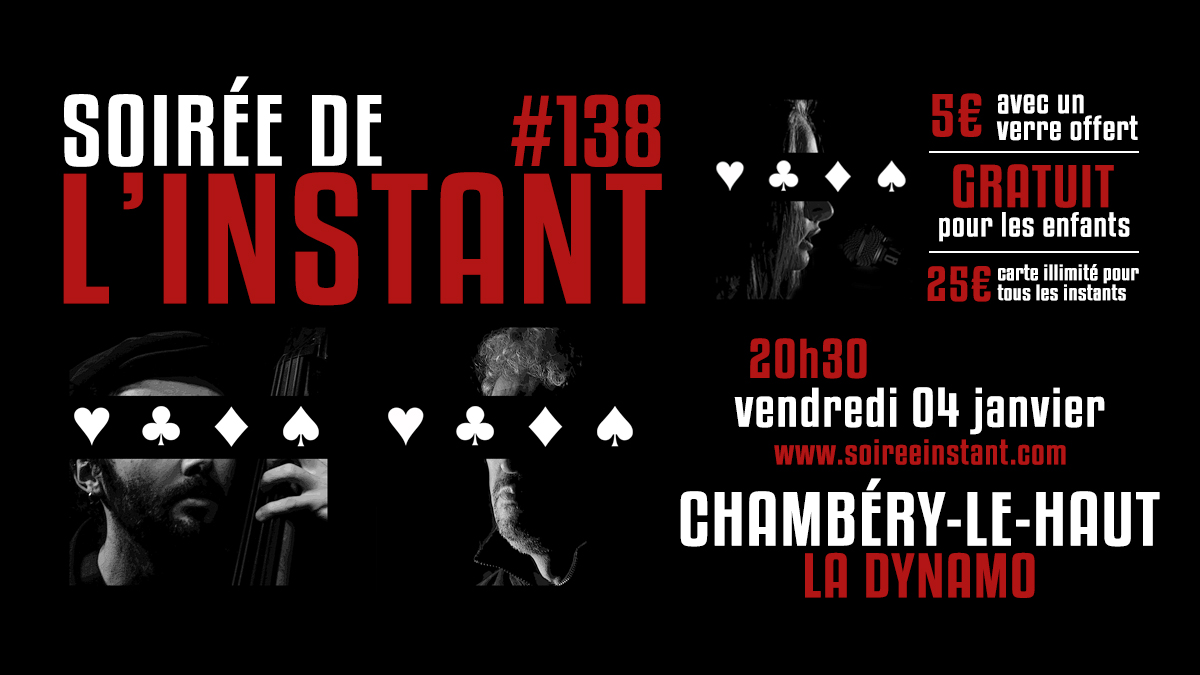 SOIRÉE DE #138
L'INSTANT
5€ avec un
verre offert
GRATUIT
pour les enfants
25€ carte illimité pour
tous les instants
20h30
vendredi 04 janvier
www.soireeinstant.com
CHAMBÉRY-LE-HAUT
LA DYNAMO